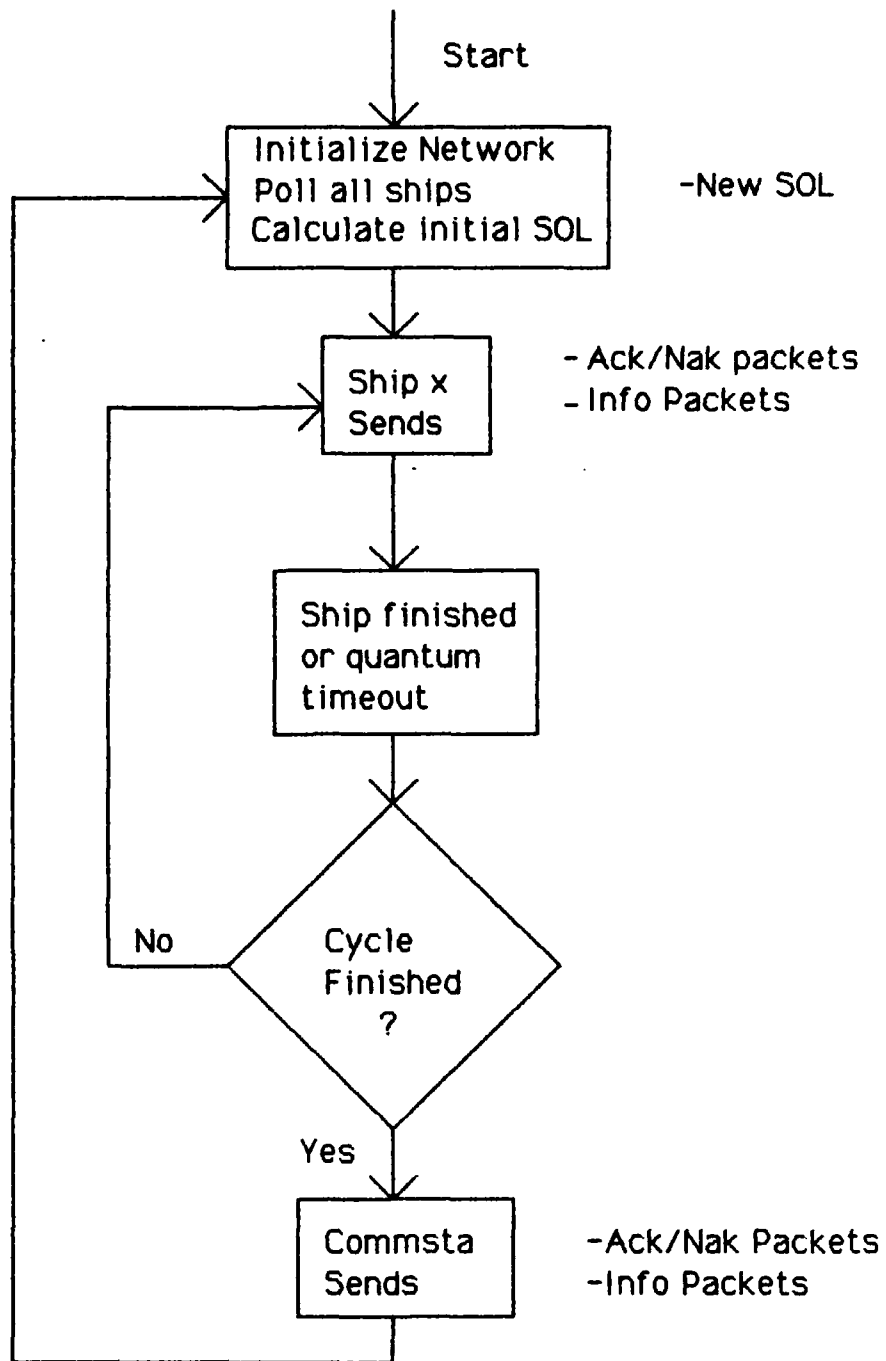 Start
Initialize Network
Poll all ships
Calculate initial SOL
-New SOL
Ship x
Sends
- Ack/Nak packets
- Info Packets
Ship finished
or quantum
timeout
No
Cycle
Finished
?
Yes
Commsta
Sends
-Ack/Nak Packets
-Info Packets